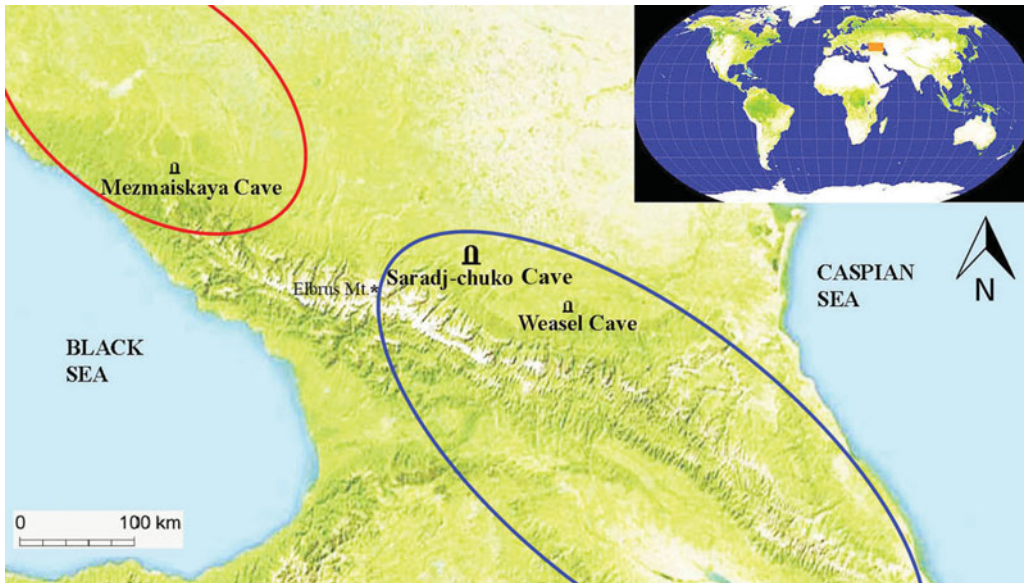 Mezmaiskaya Cave
Saradj-chuko Cave
Elbrus Mt.*
Weasel Cave
CASPIAN
SEA
N
BLACK
SEA
0 100 km